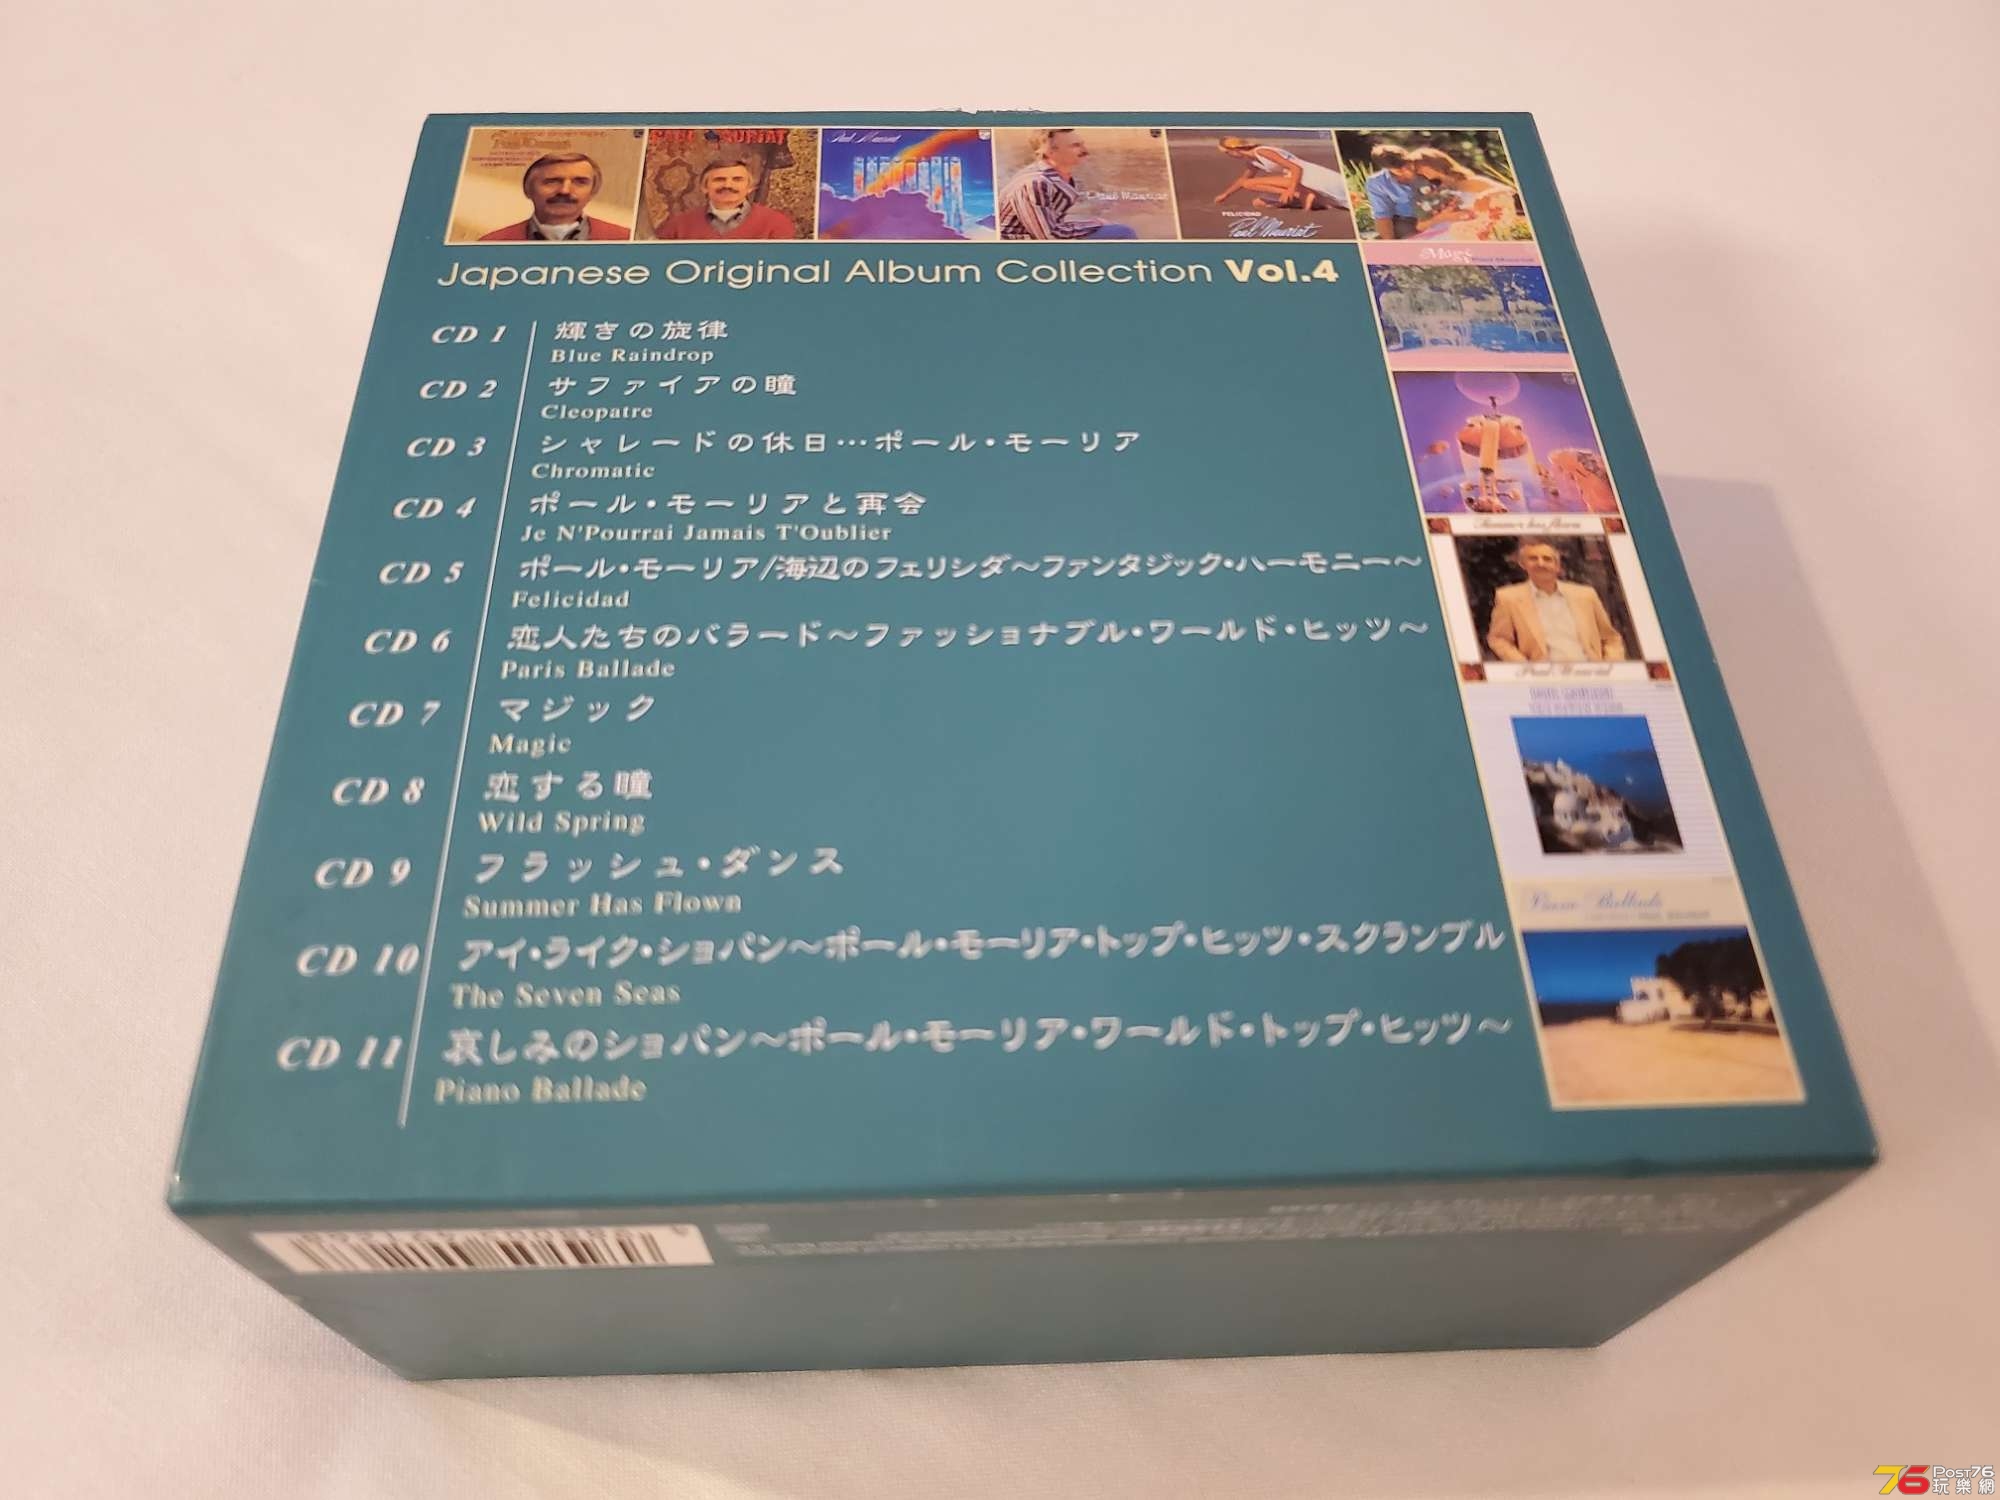 PAUL MAURIAT
Paul Mauriat
Paul Mauriat
FELICIDAD
Paul Mauriat
Magic
Japanese Original Album Collection Vol.4
CD 1 輝きの旋律
Blue Raindrop
CD 2 サファイアの瞳
Cleopatre
CD 3 シャレードの休日…ポール・モーリア
Chromatic
CD 4 ポール・モーリアと再会
Je N'Pourrai Jamais T'Oublier
CD 5 ポール・モーリア/海辺のフェリシダ〜ファンタジック・ハーモニー〜
Felicidad
CD 6 恋人たちのバラード〜ファッショナブル・ワールド・ヒッツ〜
Paris Ballade
CD 7 マジック
Magic
CD 8 恋する瞳
Wild Spring
CD 9 フラッシュ・ダンス
Summer Has Flown
CD 10 アイ・ライク・ショパン〜ポール・モーリア・トップ・ヒッツ・スクランブル
The Seven Seas
CD 11 哀しみのショパン〜ポール・モーリア・ワールド・トップ・ヒッツ〜
Piano Ballade
Summer has flown
Paul Mauriat
Piano Ballade
76 Post76
玩樂網